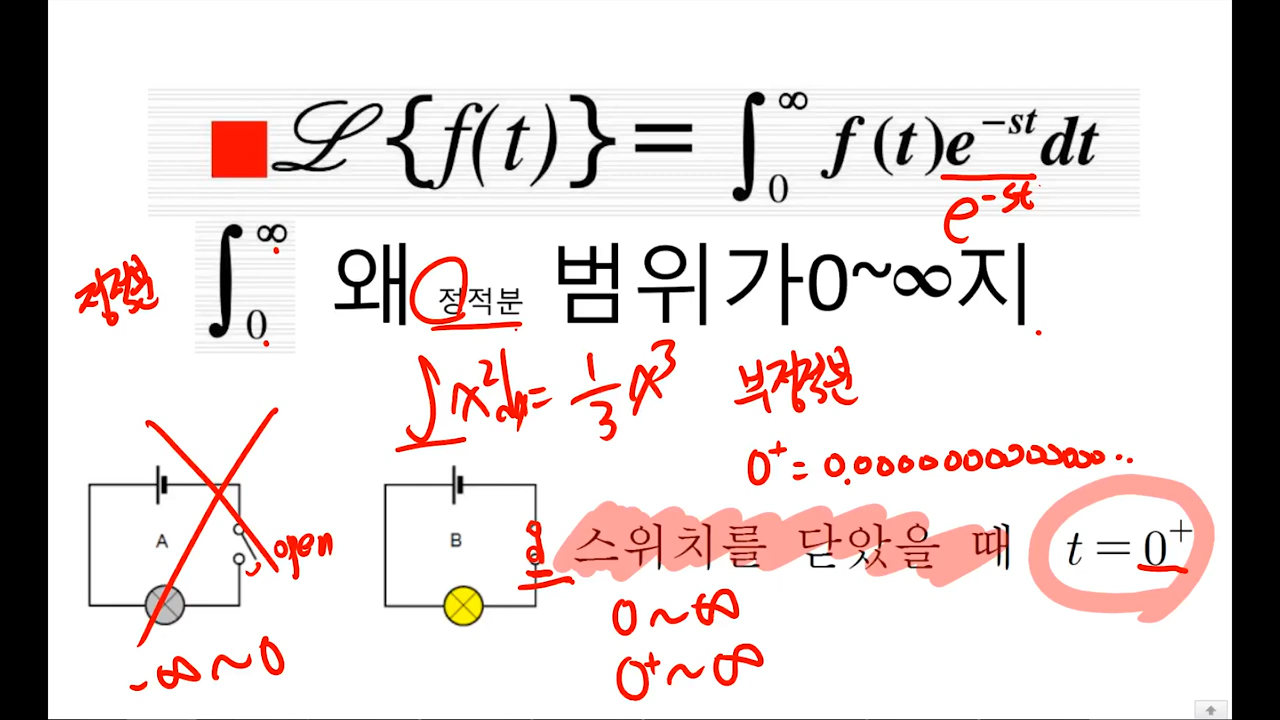 ℒ{f(t)} = ∫₀^∞ f(t)e^{-st}dt
e^{-st}
정적분 ∫₀^∞ 왜 정적분 범위가0~∞지
∫x²dx = 1/3 x³ 부정적분
0⁺ = 0.0000000000000..
A open
B 스위치를 닫았을 때 t = 0⁺
-∞ ~ 0
0 ~ ∞
0⁺ ~ ∞